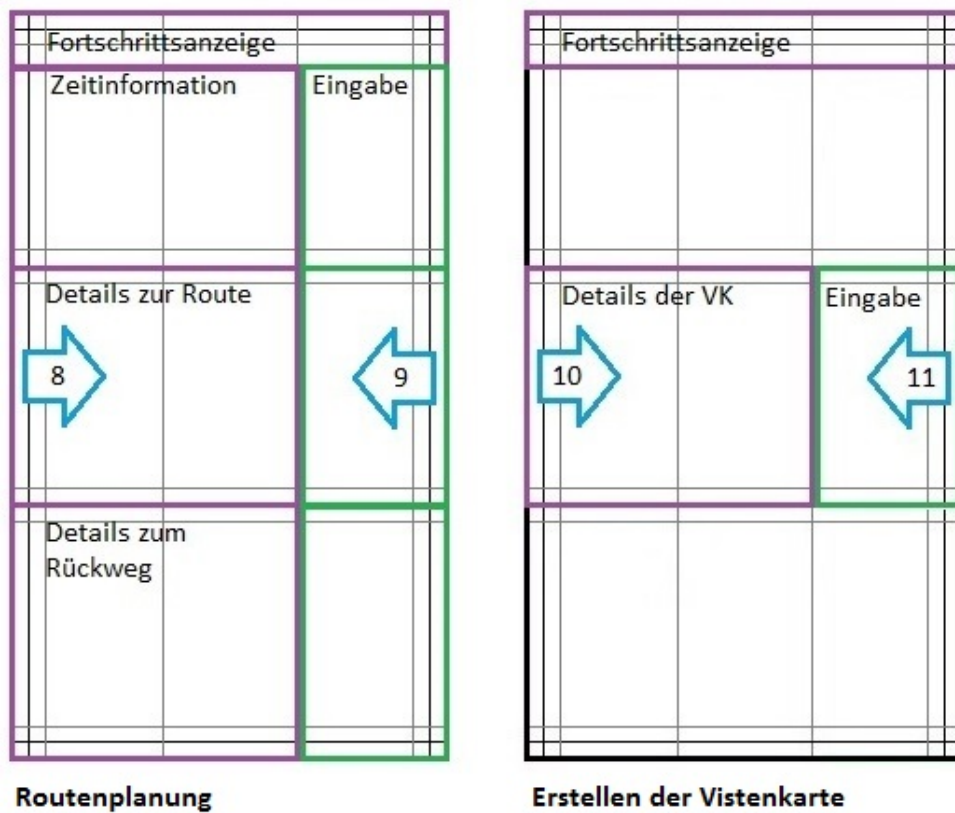 Fortschrittsanzeige
Zeitinformation
Eingabe
Details zur Route
8
9
Details zum
Rückweg
Routenplanung
Fortschrittsanzeige
Details der VK
Eingabe
10
11
Erstellen der Vistenkarte